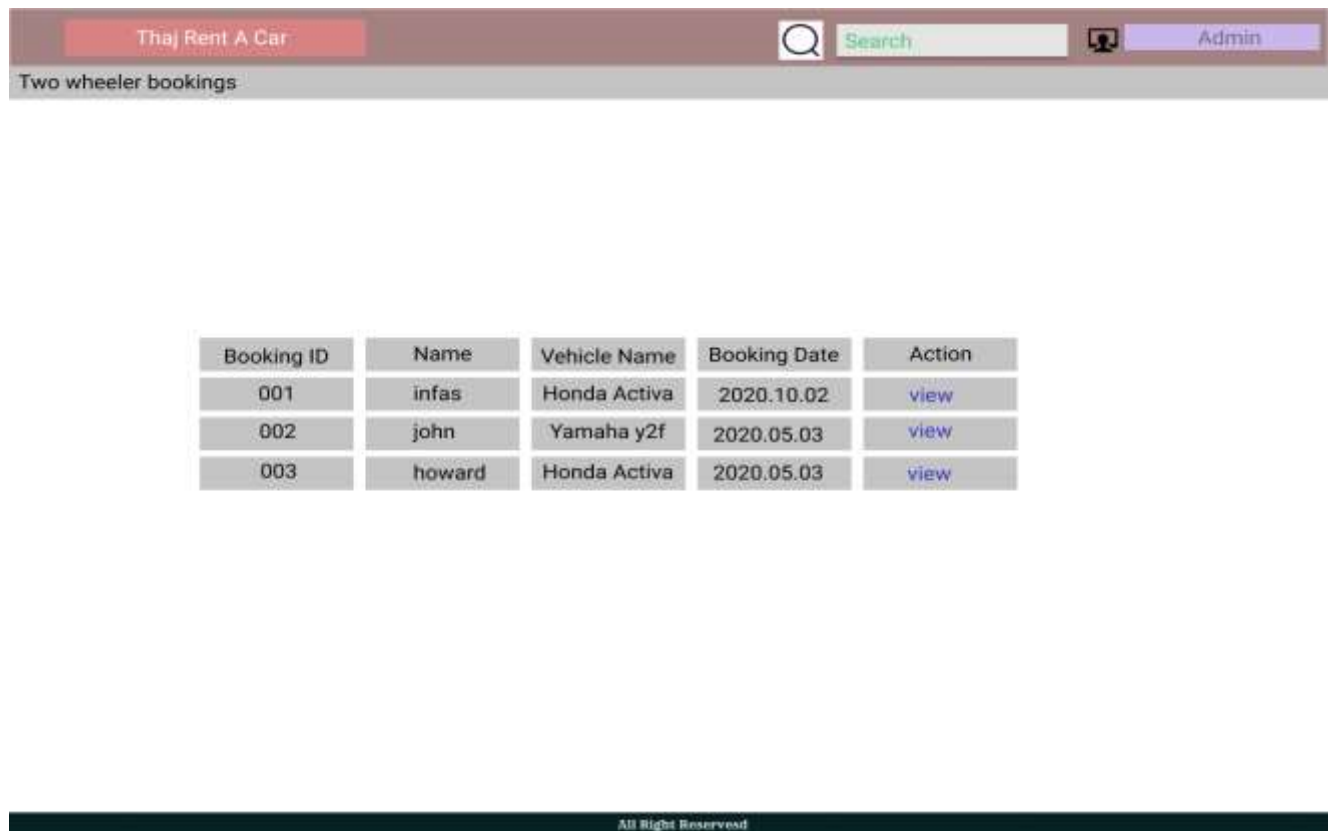 Thaj Rent A Car Search Admin
Two wheeler bookings
Booking ID Name Vehicle Name Booking Date Action
001 infas Honda Activa 2020.10.02 view
002 john Yamaha y2f 2020.05.03 view
003 howard Honda Activa 2020.05.03 view
All Right Reservesd